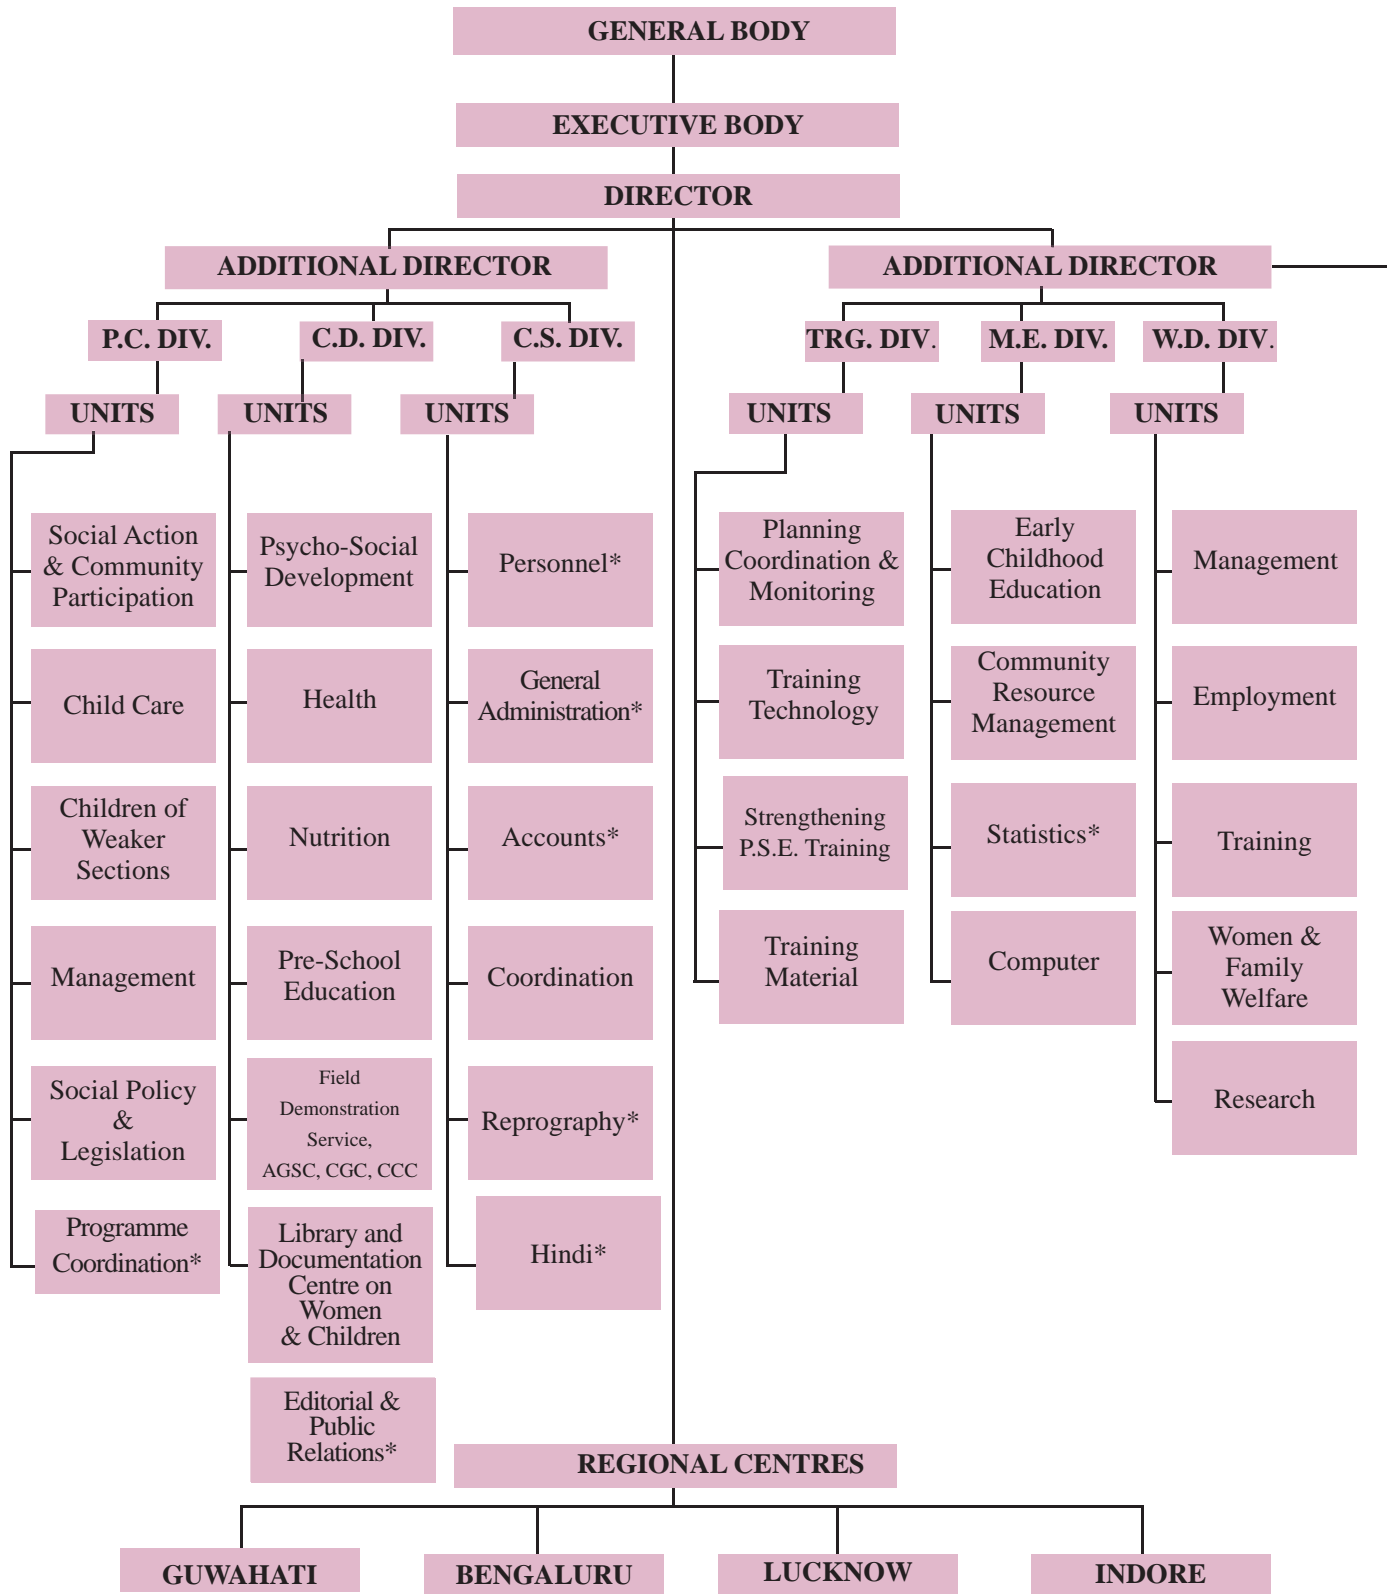 GENERAL BODY
EXECUTIVE BODY
DIRECTOR
ADDITIONAL DIRECTOR
ADDITIONAL DIRECTOR
P.C. DIV.
C.D. DIV.
C.S. DIV.
TRG. DIV.
M.E. DIV.
W.D. DIV.
UNITS
UNITS
UNITS
UNITS
UNITS
UNITS
Social Action
& Community
Participation
Child Care
Children of
Weaker
Sections
Management
Social Policy
&
Legislation
Programme
Coordination*
Psycho-Social
Development
Health
Nutrition
Pre-School
Education
Field
Demonstration
Service,
AGSC, CGC, CCC
Library and
Documentation
Centre on
Women
& Children
Editorial &
Public
Relations*
Personnel*
General
Administration*
Accounts*
Coordination
Reprography*
Hindi*
Planning
Coordination &
Monitoring
Training
Technology
Strengthening
P.S.E. Training
Training
Material
Early
Childhood
Education
Community
Resource
Management
Statistics*
Computer
Management
Employment
Training
Women &
Family
Welfare
Research
REGIONAL CENTRES
GUWAHATI
BENGALURU
LUCKNOW
INDORE